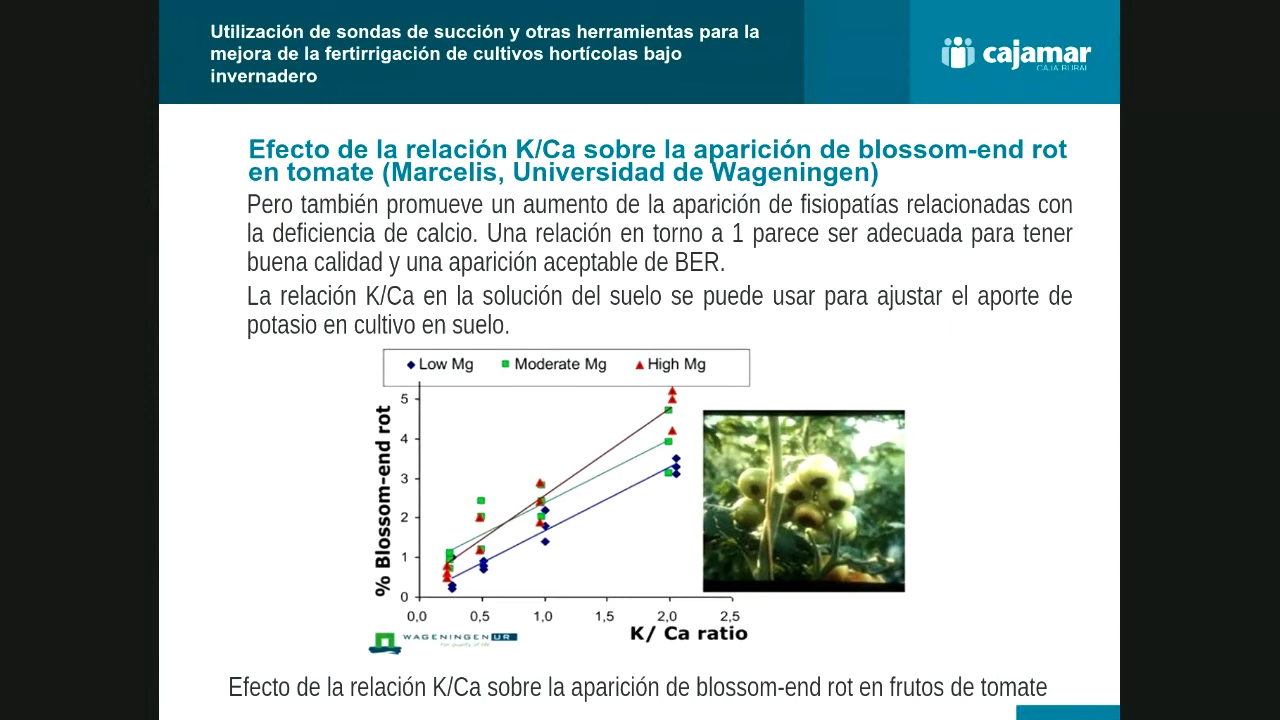 Utilización de sondas de succión y otras herramientas para la
mejora de la fertirrigación de cultivos hortícolas bajo
invernadero
cajamar
CAJA RURAL
Efecto de la relación K/Ca sobre la aparición de blossom-end rot
en tomate (Marcelis, Universidad de Wageningen)
Pero también promueve un aumento de la aparición de fisiopatías relacionadas con
la deficiencia de calcio. Una relación en torno a 1 parece ser adecuada para tener
buena calidad y una aparición aceptable de BER.
La relación K/Ca en la solución del suelo se puede usar para ajustar el aporte de
potasio en cultivo en suelo.
Low Mg Moderate Mg High Mg
% Blossom-end rot
5
4
3
2
1
0
0,0 0,5 1,0 1,5 2,0 2,5
K/ Ca ratio
WAGENINGEN UR
For quality of life
Efecto de la relación K/Ca sobre la aparición de blossom-end rot en frutos de tomate